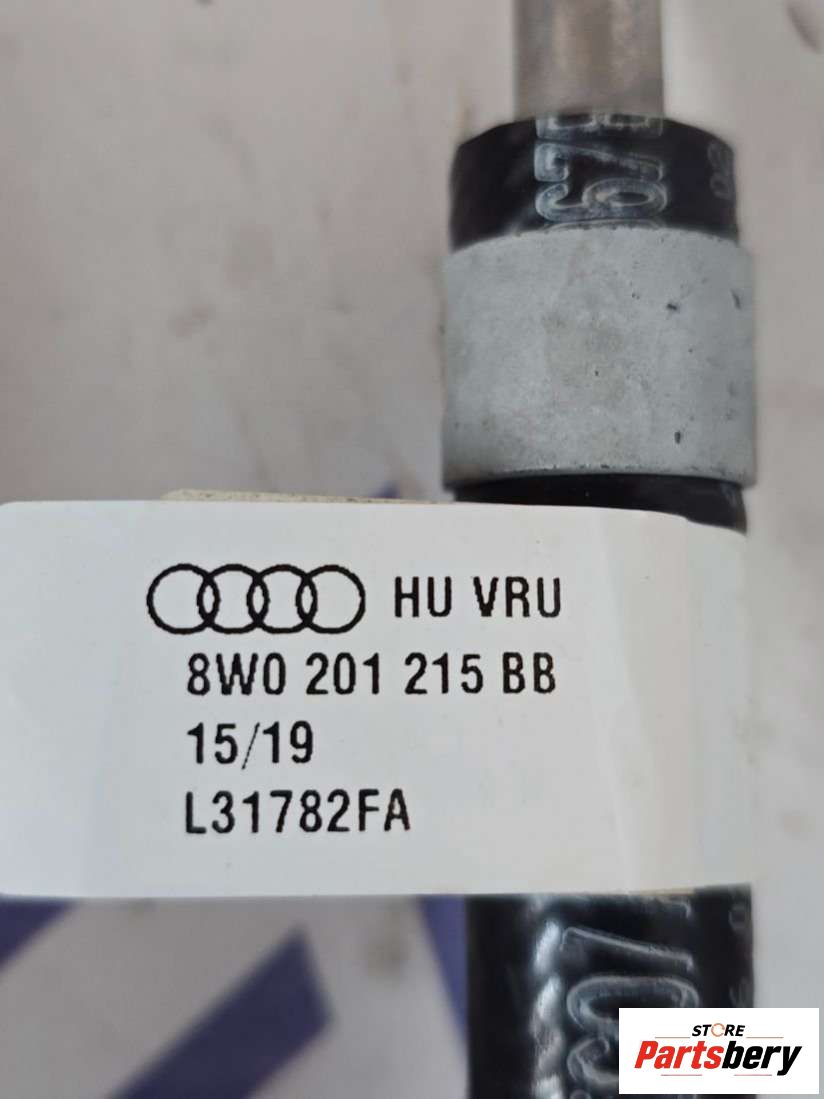 HU VRU
8W0 201 215 BB
15/19
L31782FA
STORE
Partsbery